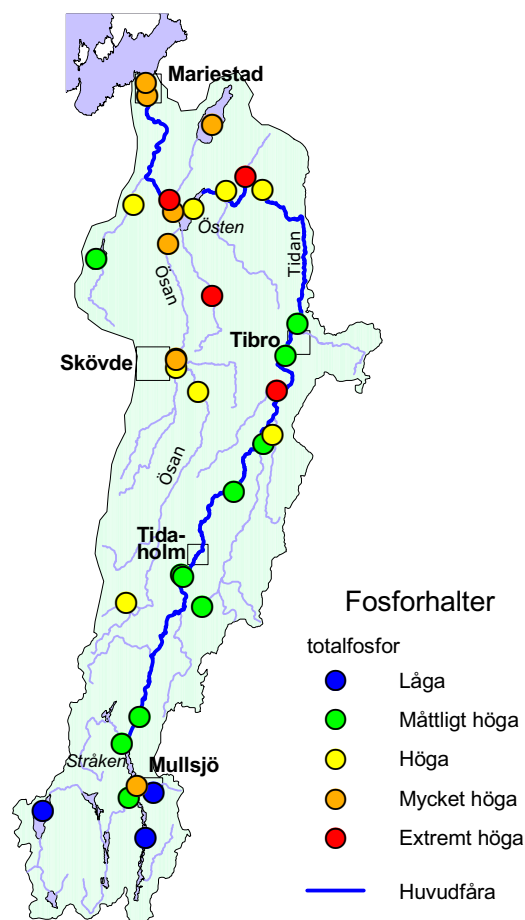 Mariestad
Östen
Tidan
Ösan
Tibro
Skövde
Ösan
Tida-
holm
Fosforhalter
totalfosfor
Låga
Måttligt höga
Höga
Mycket höga
Extremt höga
Huvudfåra
Stråken
Mullsjö